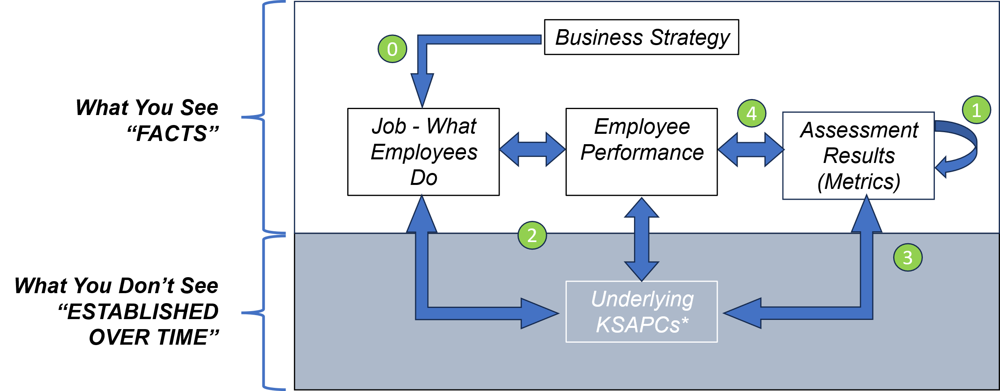 Business Strategy
0
What You See
“FACTS”
Job - What
Employees
Do
Employee
Performance
4
Assessment
Results
(Metrics)
1
2
3
What You Don’t See
“ESTABLISHED
OVER TIME”
Underlying
KSAPCs*